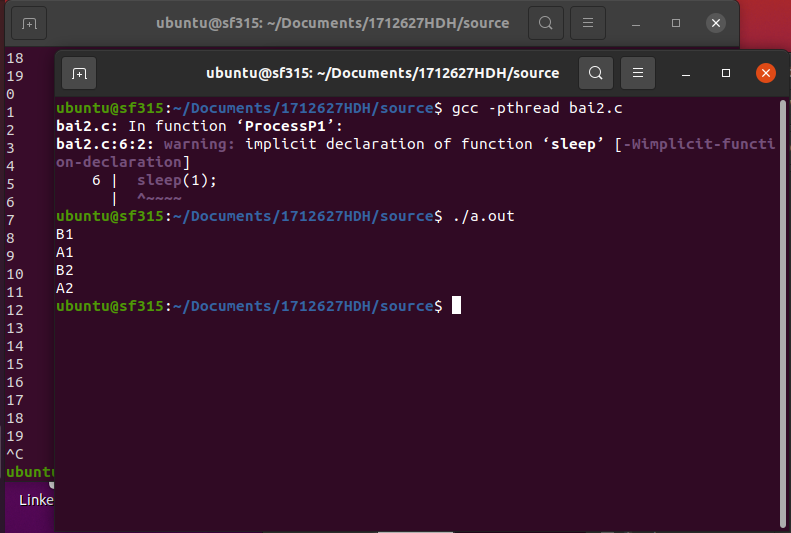 ubuntu@sf315: ~/Documents/1712627HDH/source
18
19
0
1
2
3
4
5
6
7
8
9
10
11
12
13
14
15
16
17
18
19
^C
ubuntu
Linke
ubuntu@sf315: ~/Documents/1712627HDH/source
ubuntu@sf315:~/Documents/1712627HDH/source$ gcc -pthread bai2.c
bai2.c: In function ‘ProcessP1’:
bai2.c:6:2: warning: implicit declaration of function ‘sleep’ [-Wimplicit-functi
on-declaration]
    6 |  sleep(1);
      |  ^~~~~
ubuntu@sf315:~/Documents/1712627HDH/source$ ./a.out
B1
A1
B2
A2
ubuntu@sf315:~/Documents/1712627HDH/source$